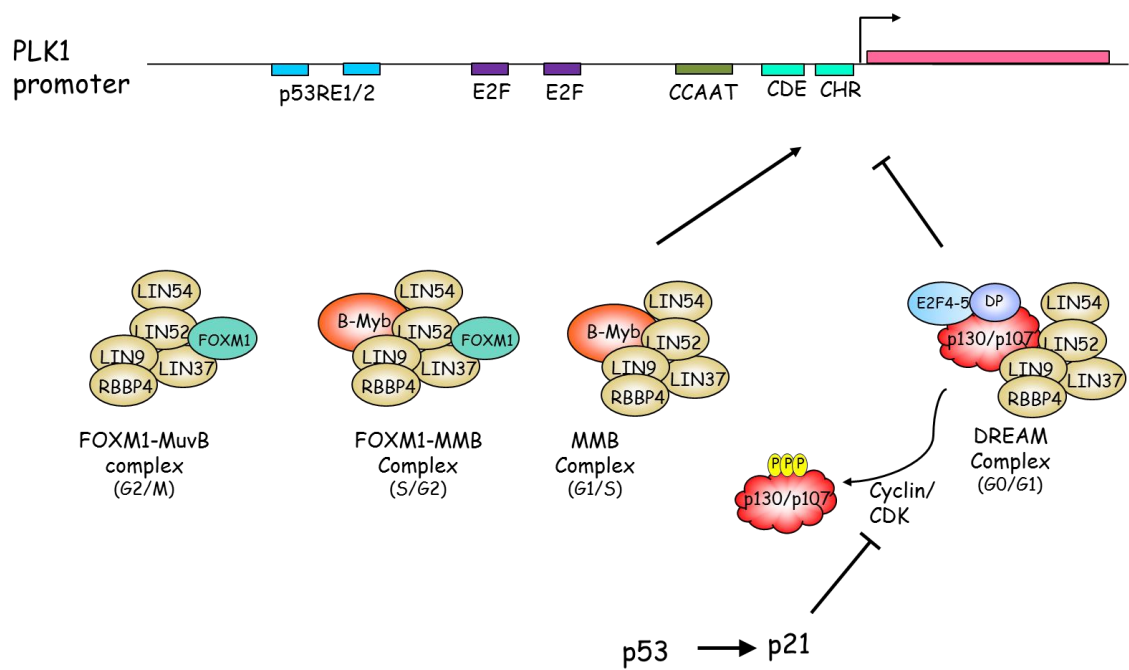 PLK1
promoter
p53RE1/2
E2F
E2F
CCAAT
CDE
CHR
LIN54
LIN52
FOXM1
LIN9
LIN37
RBBP4
FOXM1-MuvB
complex
(G2/M)
LIN54
B-Myb
LIN52
FOXM1
LIN9
LIN37
RBBP4
FOXM1-MMB
Complex
(S/G2)
LIN54
B-Myb
LIN52
LIN9
LIN37
RBBP4
MMB
Complex
(G1/S)
E2F4-5
DP
LIN54
p130/p107
LIN52
LIN9
LIN37
RBBP4
DREAM
Complex
(G0/G1)
P P P
p130/p107
Cyclin/
CDK
p53
p21